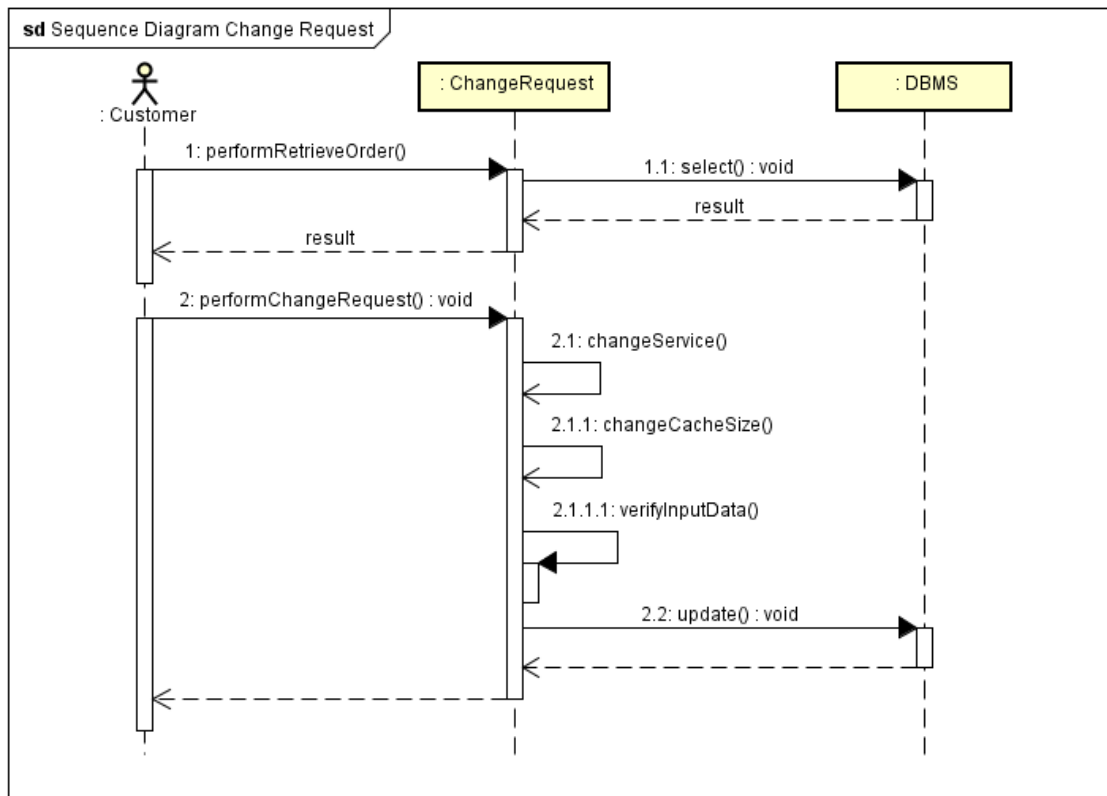 sd Sequence Diagram Change Request
: Customer
: ChangeRequest
: DBMS
1: performRetrieveOrder()
1.1: select() : void
result
result
2: performChangeRequest() : void
2.1: changeService()
2.1.1: changeCacheSize()
2.1.1.1: verifyInputData()
2.2: update() : void